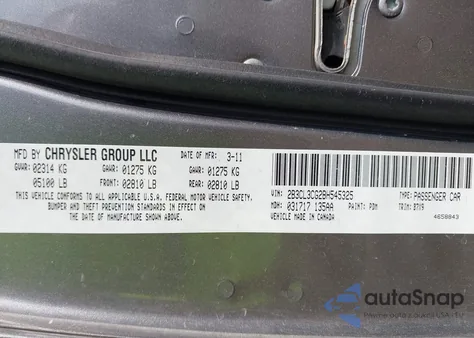 MFD BY CHRYSLER GROUP LLC DATE OF MFR: 3-11
GVWR: 02314 KG GAWR: 01275 KG GAWR: 01275 KG
05100 LB FRONT: 02810 LB REAR: 02810 LB
THIS VEHICLE CONFORMS TO ALL APPLICABLE U.S.A. FEDERAL MOTOR VEHICLE SAFETY,
BUMPER AND THEFT PREVENTION STANDARDS IN EFFECT ON
THE DATE OF MANUFACTURE SHOWN ABOVE.
VIN: 2B3CL3CG2BH545325 TYPE: PASSENGER CAR
MDH: 031717 135AA PAINT: PDM TRIM: B7X9
MADE IN CANADA 4658843
autoSnap